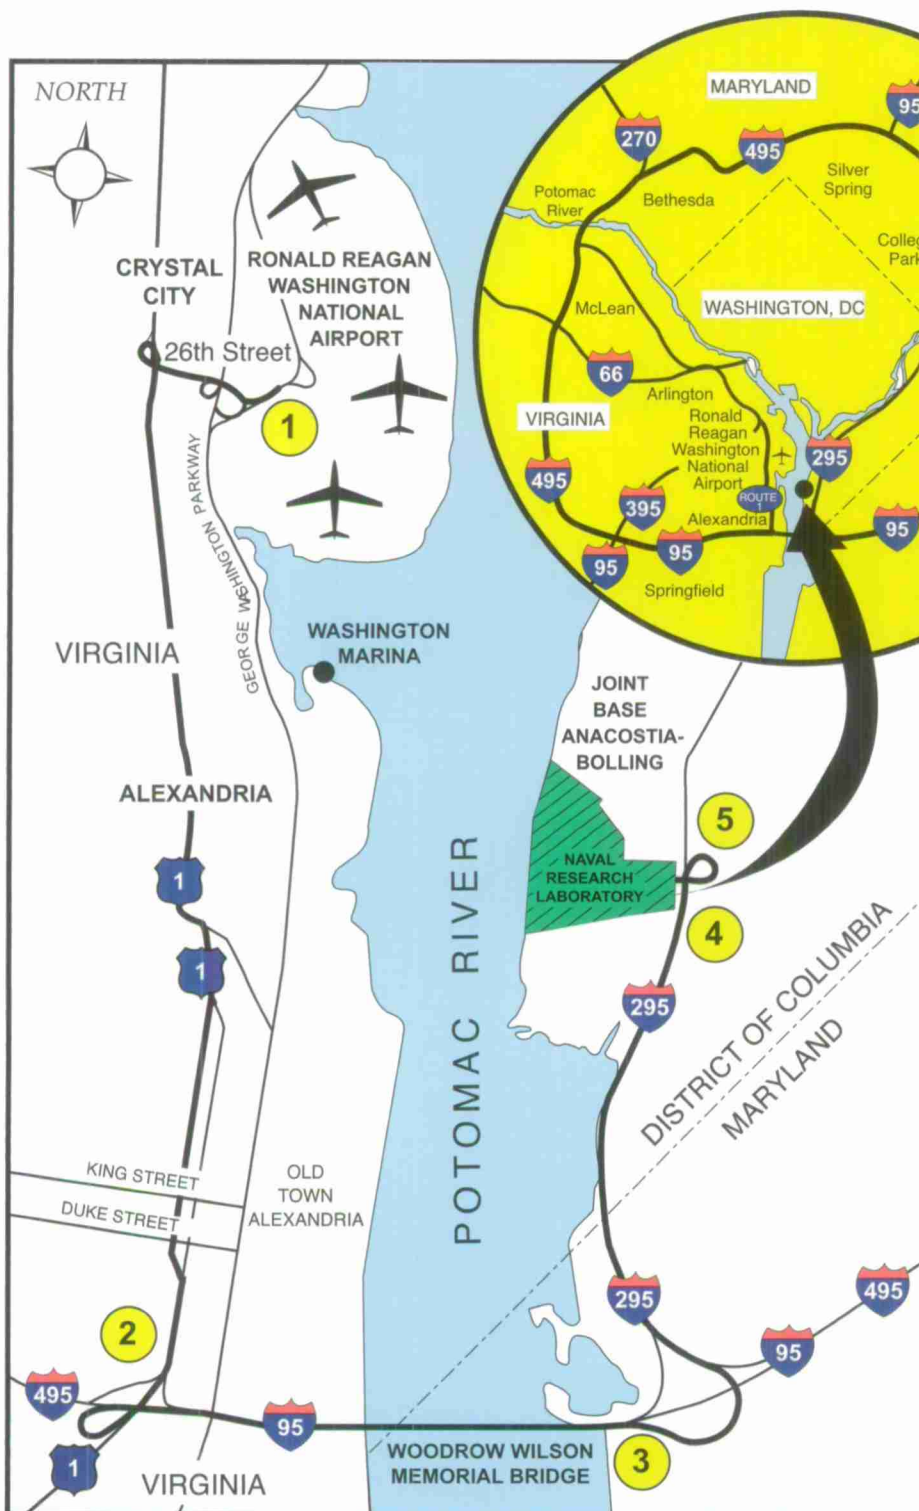 NORTH
CRYSTAL
CITY
RONALD REAGAN
WASHINGTON
NATIONAL
AIRPORT
26th Street
1
GEORGE WASHINGTON PARKWAY
VIRGINIA
WASHINGTON
MARINA
ALEXANDRIA
1
1
KING STREET
DUKE STREET
OLD
TOWN
ALEXANDRIA
2
495
1
95
VIRGINIA
POTOMAC RIVER
WOODROW WILSON
MEMORIAL BRIDGE
3
JOINT
BASE
ANACOSTIA-
BOLLING
NAVAL
RESEARCH
LABORATORY
5
4
295
DISTRICT OF COLUMBIA
MARYLAND
295
495
95
MARYLAND
95
270
495
Potomac
River
Bethesda
Silver
Spring
College
Park
WASHINGTON, DC
McLean
66
Arlington
VIRGINIA
Ronald
Reagan
Washington
National
Airport
295
495
395
ROUTE
1
Alexandria
95
95
95
Springfield